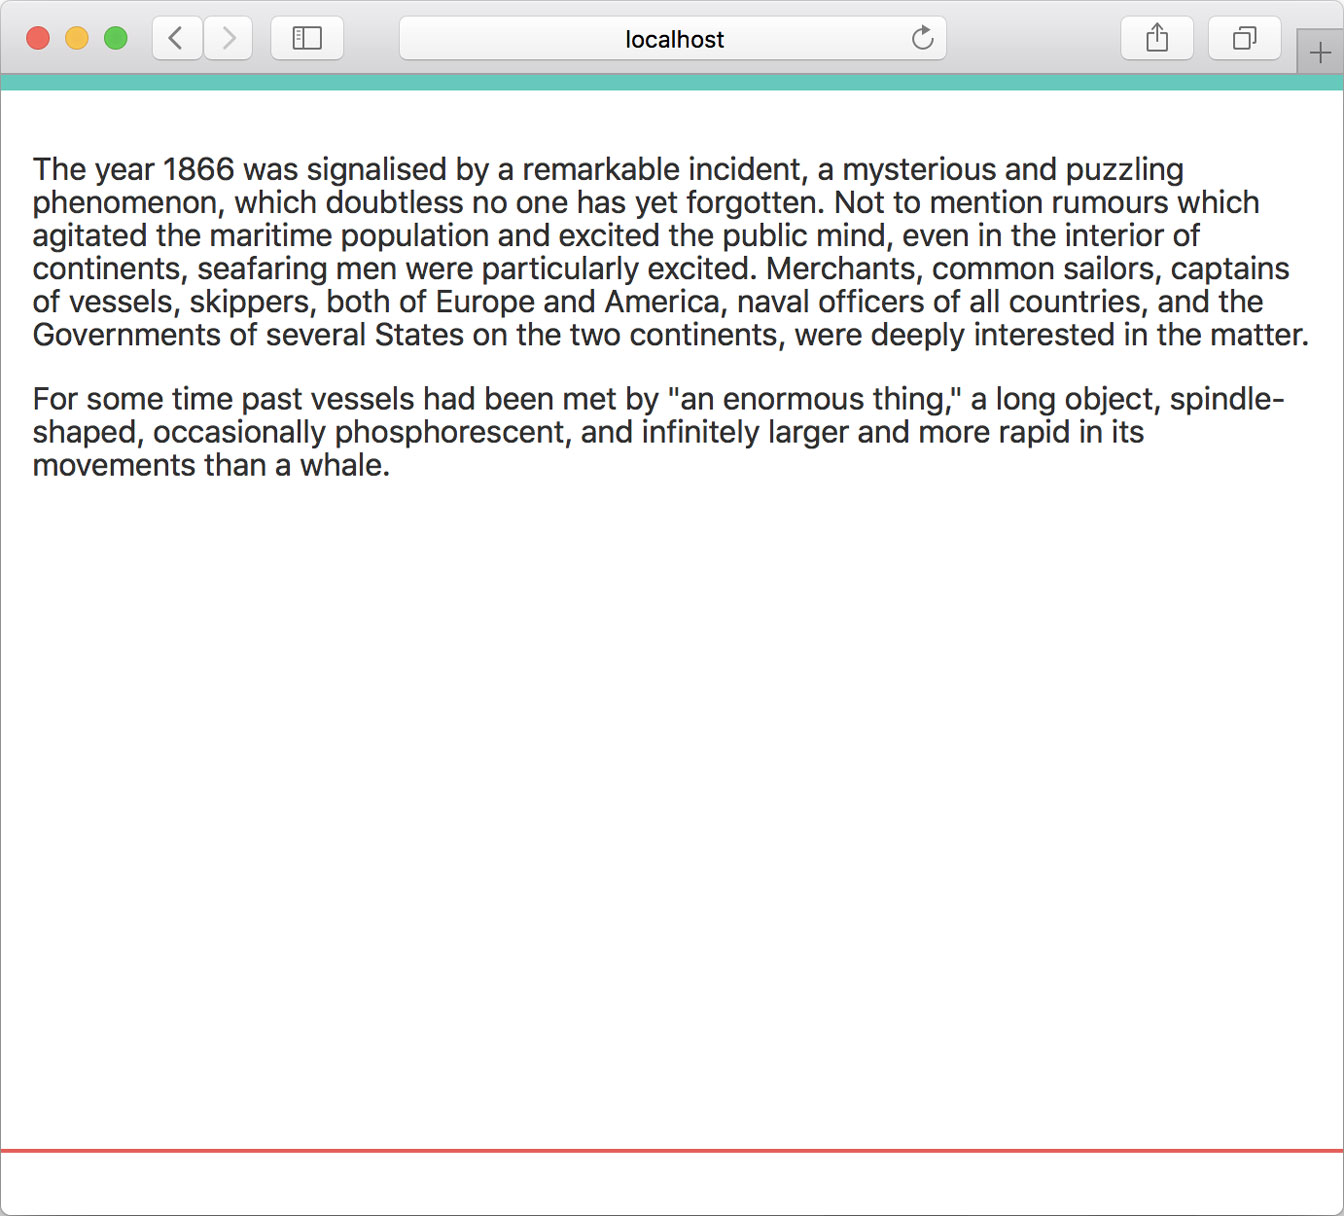 localhost
The year 1866 was signalised by a remarkable incident, a mysterious and puzzling
phenomenon, which doubtless no one has yet forgotten. Not to mention rumours which
agitated the maritime population and excited the public mind, even in the interior of
continents, seafaring men were particularly excited. Merchants, common sailors, captains
of vessels, skippers, both of Europe and America, naval officers of all countries, and the
Governments of several States on the two continents, were deeply interested in the matter.
For some time past vessels had been met by "an enormous thing," a long object, spindle-
shaped, occasionally phosphorescent, and infinitely larger and more rapid in its
movements than a whale.